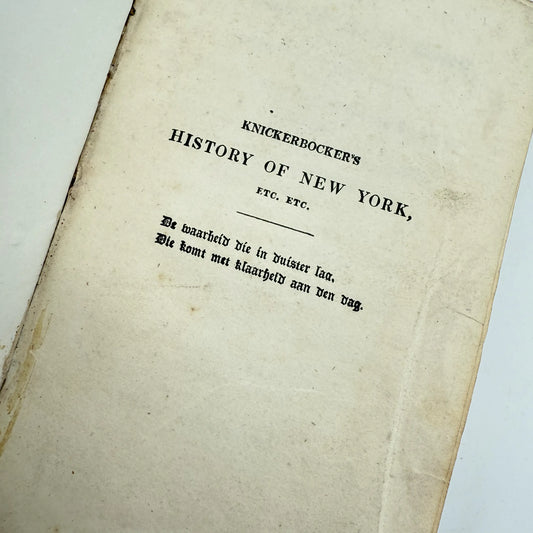 KNICKERBOCKER'S
HISTORY OF NEW YORK,
ETC. ETC.
De waarheid die in duister lag,
Die komt met klaarheid aan den dag.